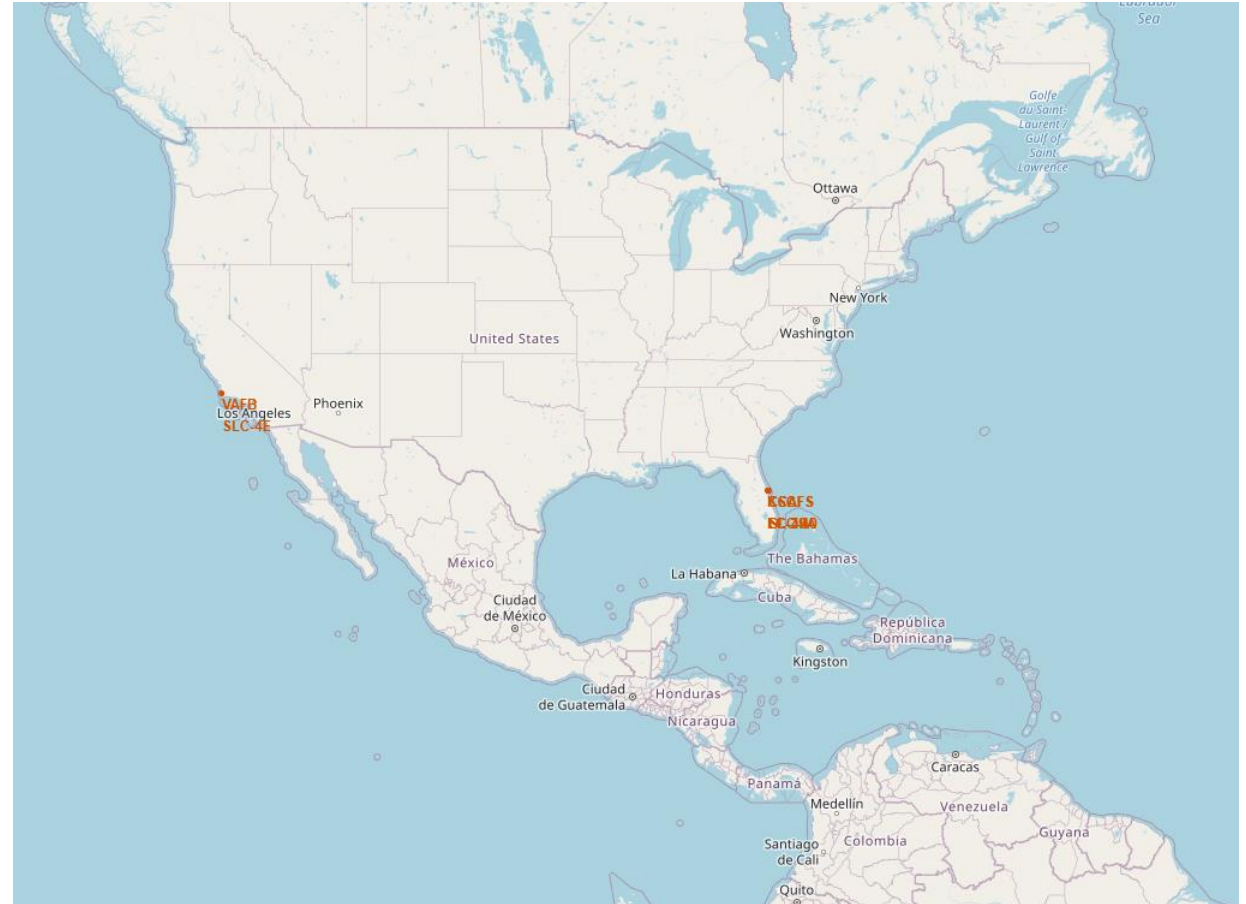 Labrador
Sea
Golfe
du Saint-
Laurent /
Gulf of
Saint
Lawrence
Ottawa
New York
Washington
United States
VAFB
Los Angeles
SLC-4E
Phoenix
The Bahamas
México
La Habana
Cuba
Ciudad
de México
República
Dominicana
Kingston
Ciudad
de Guatemala
Honduras
Nicaragua
Caracas
Panamá
Medellín
Venezuela
Guyana
Santiago
de Cali
Colombia
Quito